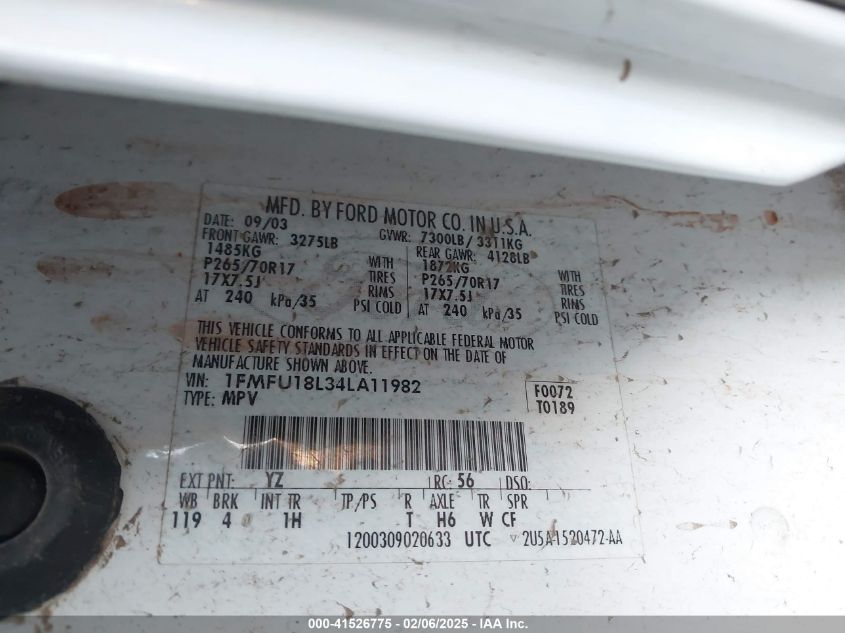 MFD. BY FORD MOTOR CO. IN U.S.A.
DATE: 09/03 GVWR: 7300LB/ 3311KG
FRONT GAWR: 3275LB REAR GAWR: 4128LB
1485KG WITH 1872KG WITH
P265/70R17 TIRES P265/70R17 TIRES
17X7.5J RIMS 17X7.5J RIMS
AT 240 kPa/35 PSI COLD AT 240 kPa/35 PSI COLD
THIS VEHICLE CONFORMS TO ALL APPLICABLE FEDERAL MOTOR
VEHICLE SAFETY STANDARDS IN EFFECT ON THE DATE OF
MANUFACTURE SHOWN ABOVE.
VIN: 1FMFU18L34LA11982 F0072
TYPE: MPV T0189
EXT PNT: YZ RC: 56 DSO:
WB BRK INT TR TP/PS R AXLE TR SPR
119 4 1H T H6 W CF
1200309020633 UTC ▽ 2U5A1520472-AA
000-41526775 - 02/06/2025 - IAA Inc.